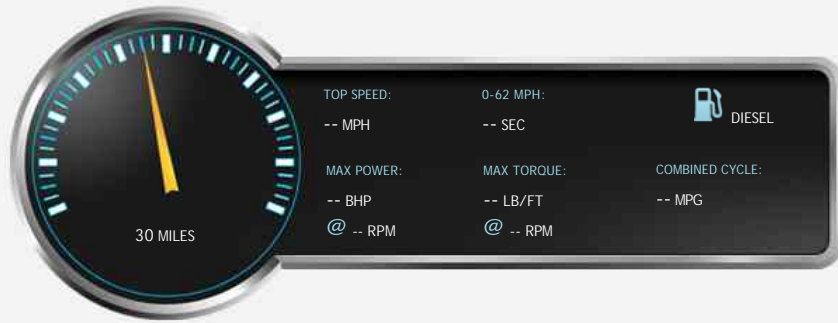 30 MILES
TOP SPEED:
-- MPH
0-62 MPH:
-- SEC
DIESEL
MAX POWER:
-- BHP
@ -- RPM
MAX TORQUE:
-- LB/FT
@ -- RPM
COMBINED CYCLE:
-- MPG